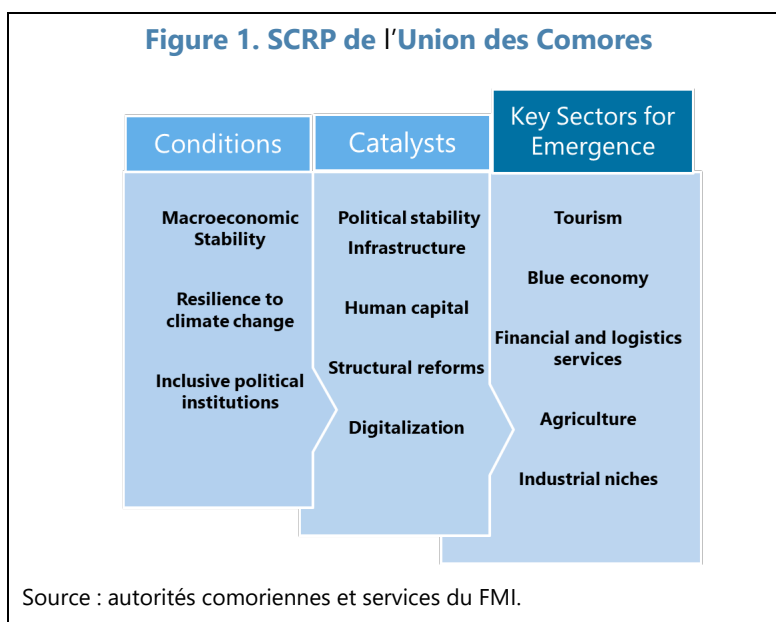 Figure 1. SCRP de l'Union des Comores
Conditions
Macroeconomic
Stability
Resilience to
climate change
Inclusive political
institutions
Catalysts
Political stability
Infrastructure
Human capital
Structural reforms
Digitalization
Key Sectors for
Emergence
Tourism
Blue economy
Financial and logistics
services
Agriculture
Industrial niches
Source : autorités comoriennes et services du FMI.